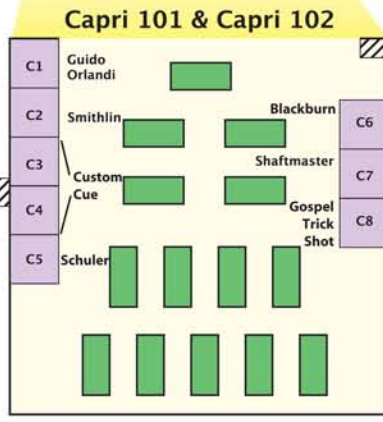 Capri 101 & Capri 102
C1
Guido
Orlandi
C2
Smithlin
C3
Custom
Cue
C4
C5
Schuler
Blackburn
C6
Shaftmaster
C7
Gospel
Trick
Shot
C8